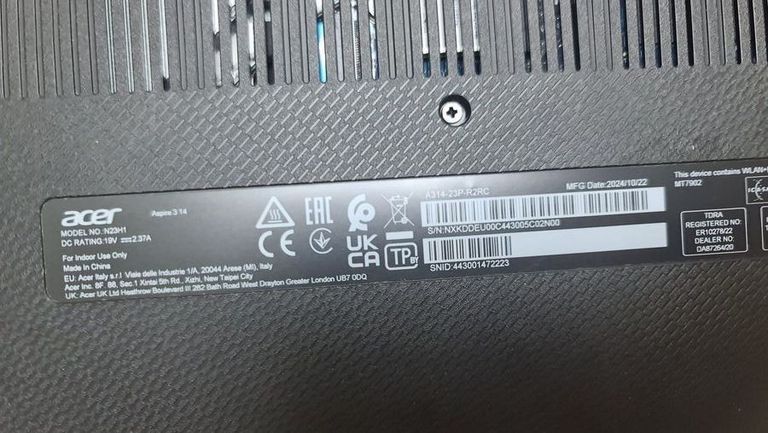 acer Aspire 3 14
MODEL NO.: N23H1
DC RATING:19V ⎓ 2.37A
For Indoor Use Only
Made in China
EU: Acer Italy s.r.l Viale delle Industrie 1/A, 20044 Arese (MI), Italy
Acer Inc. 8F 88, Sec.1 Xintai 5th Rd., Xizhi, New Taipei City
UK: Acer UK Ltd Heathrow Boulevard III 282 Bath Road West Drayton Greater London UB7 0DQ
EAC
CE
UK
CA
TP
BY
A314-23P-R2RC
MFG Date:2024/10/22
S/N:NXKDDEU00C443005C02N00
SNID:443001472223
This device contains WLAN+
MT7902
TDRA
REGISTERED NO:
ER10278/22
DEALER NO:
DA87264/20